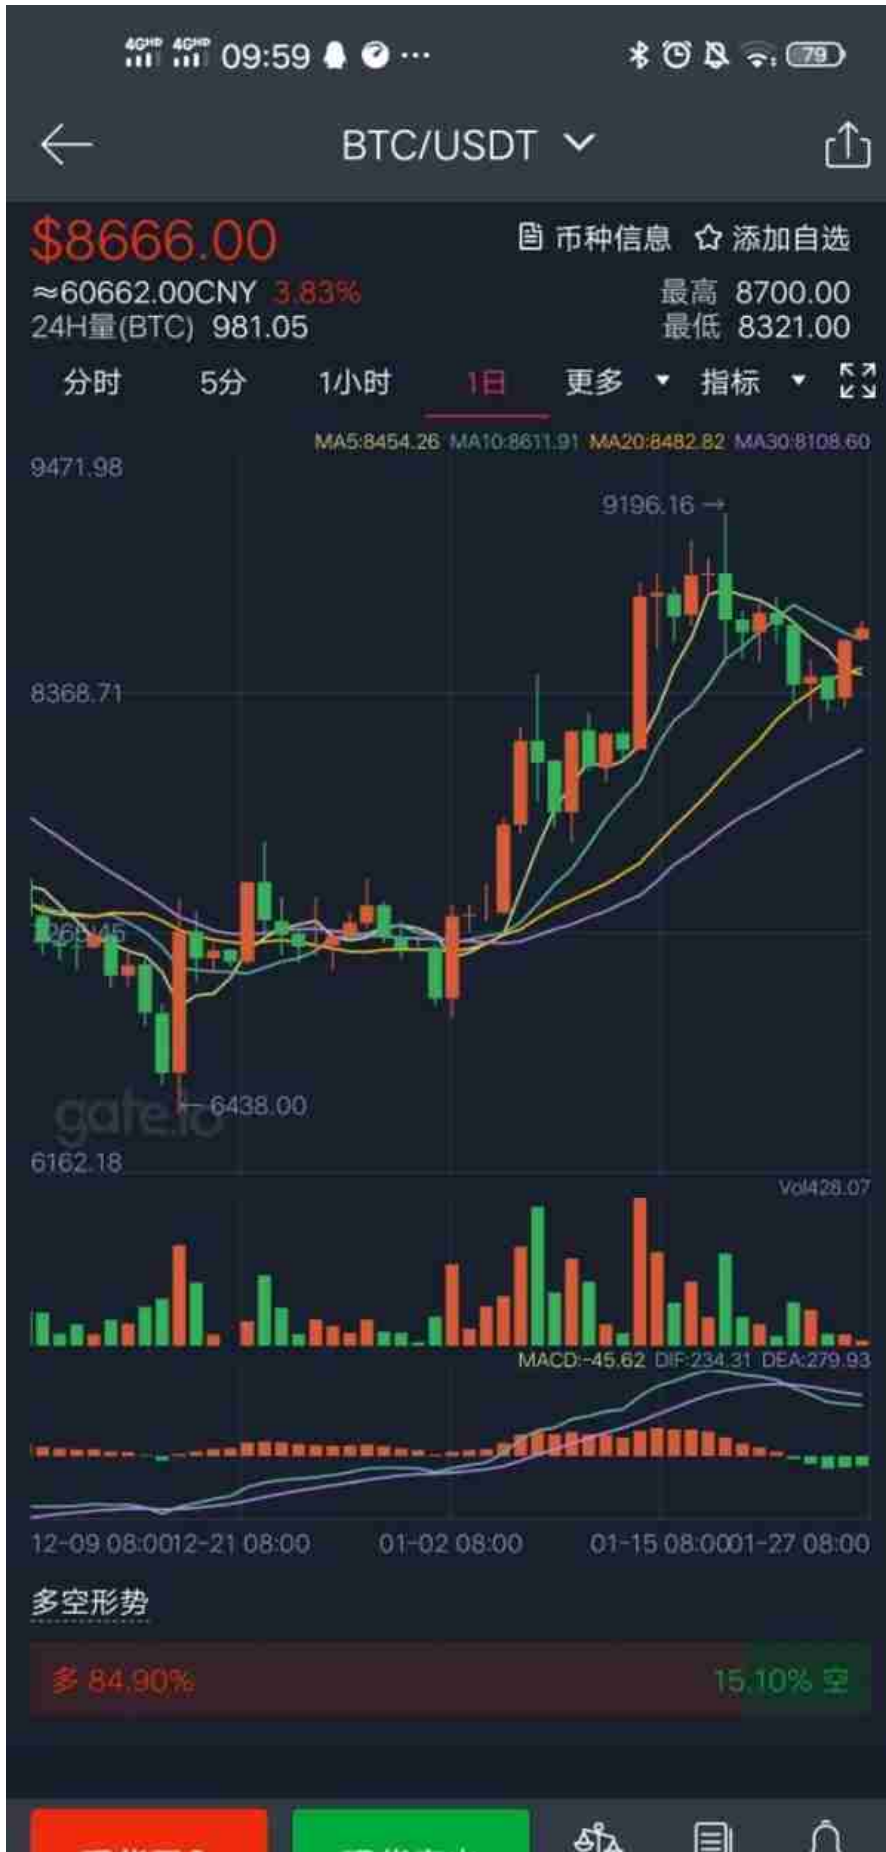 4GHD 4GHD 09:59 ... 79
BTC/USDT
$8666.00 币种信息 添加自选
≈60662.00CNY 3.83% 最高 8700.00
24H量(BTC) 981.05 最低 8321.00
分时 5分 1小时 1日 更多 指标
MA5:8454.26 MA10:8611.91 MA20:8482.82 MA30:8108.60
9471.98
9196.16
8368.71
7265.45
6438.00
gate.io
6162.18
Vol428.07
MACD:-45.62 DIF:234.31 DEA:279.93
12-09 08:00 12-21 08:00 01-02 08:00 01-15 08:00 01-27 08:00
多空形势
多 84.90% 15.10% 空